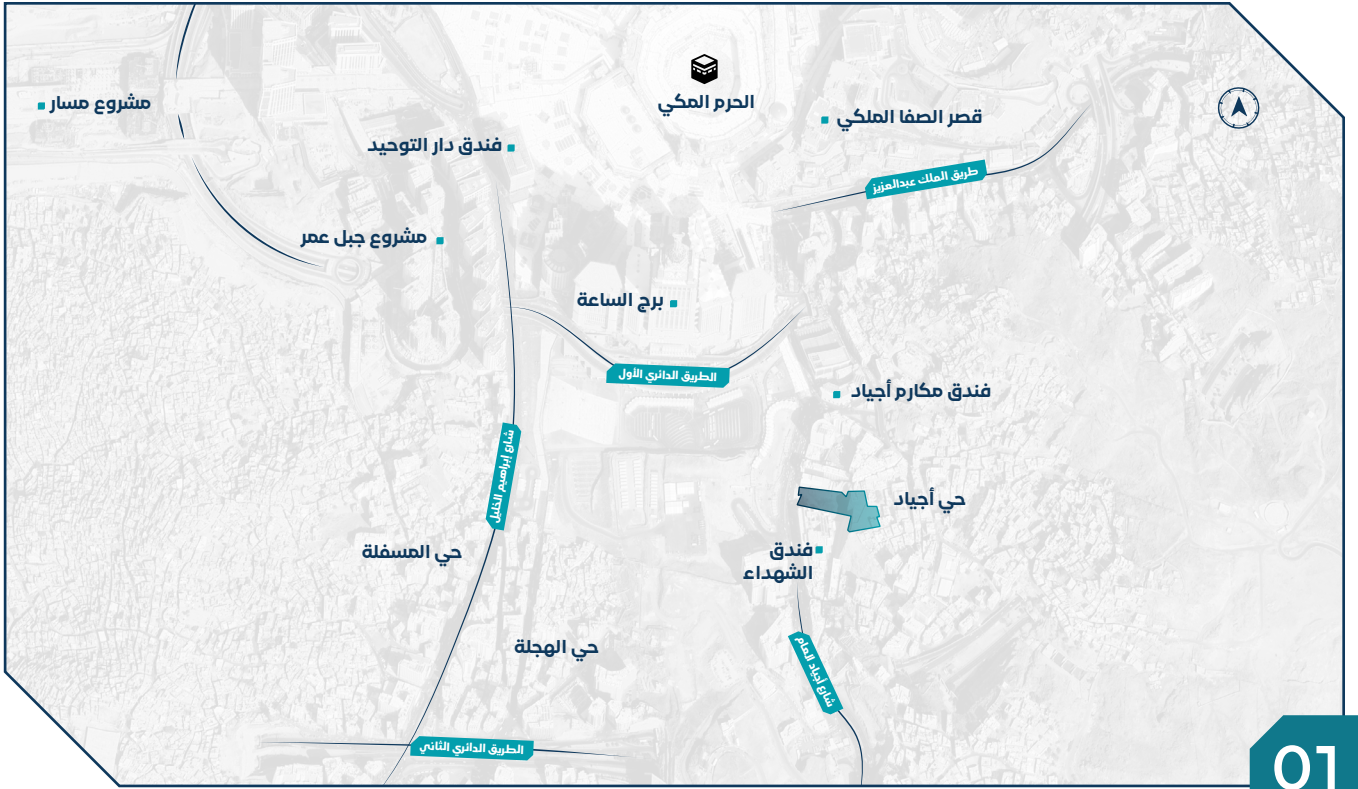 الحرم المكي
مشروع مسار
قصر الصفا الملكي
فندق دار التوحيد
طريق الملك عبدالعزيز
مشروع جبل عمر
برج الساعة
الطريق الدائري الأول
فندق مكارم أجياد
شارع إبراهيم الخليل
حي أجياد
حي المسفلة
فندق
الشهداء
حي الهجلة
شارع أجياد العام
الطريق الدائري الثاني
01